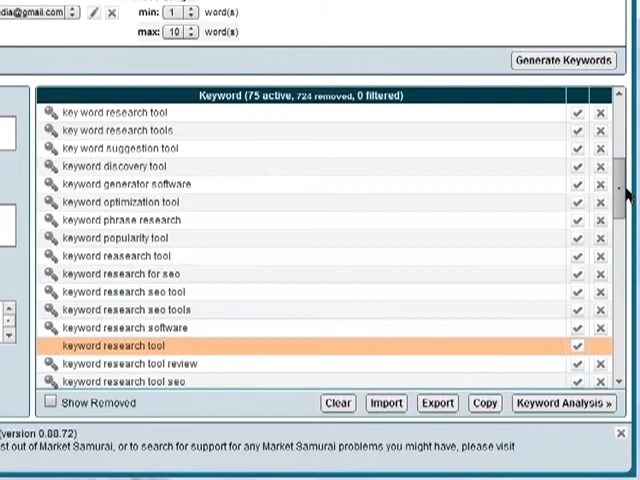 dia@gmail.com min: 1 word(s)
max: 10 word(s)
Generate Keywords
Keyword (75 active, 724 removed, 0 filtered)
key word research tool
key word research tools
key word suggestion tool
keyword discovery tool
keyword generator software
keyword optimization tool
keyword phrase research
keyword popularity tool
keyword reasearch tool
keyword research for seo
keyword research seo tool
keyword research seo tools
keyword research software
keyword research tool
keyword research tool review
keyword research tool seo
Show Removed Clear Import Export Copy Keyword Analysis »
(version 0.88.72)
st out of Market Samurai, or to search for support for any Market Samurai problems you might have, please visit